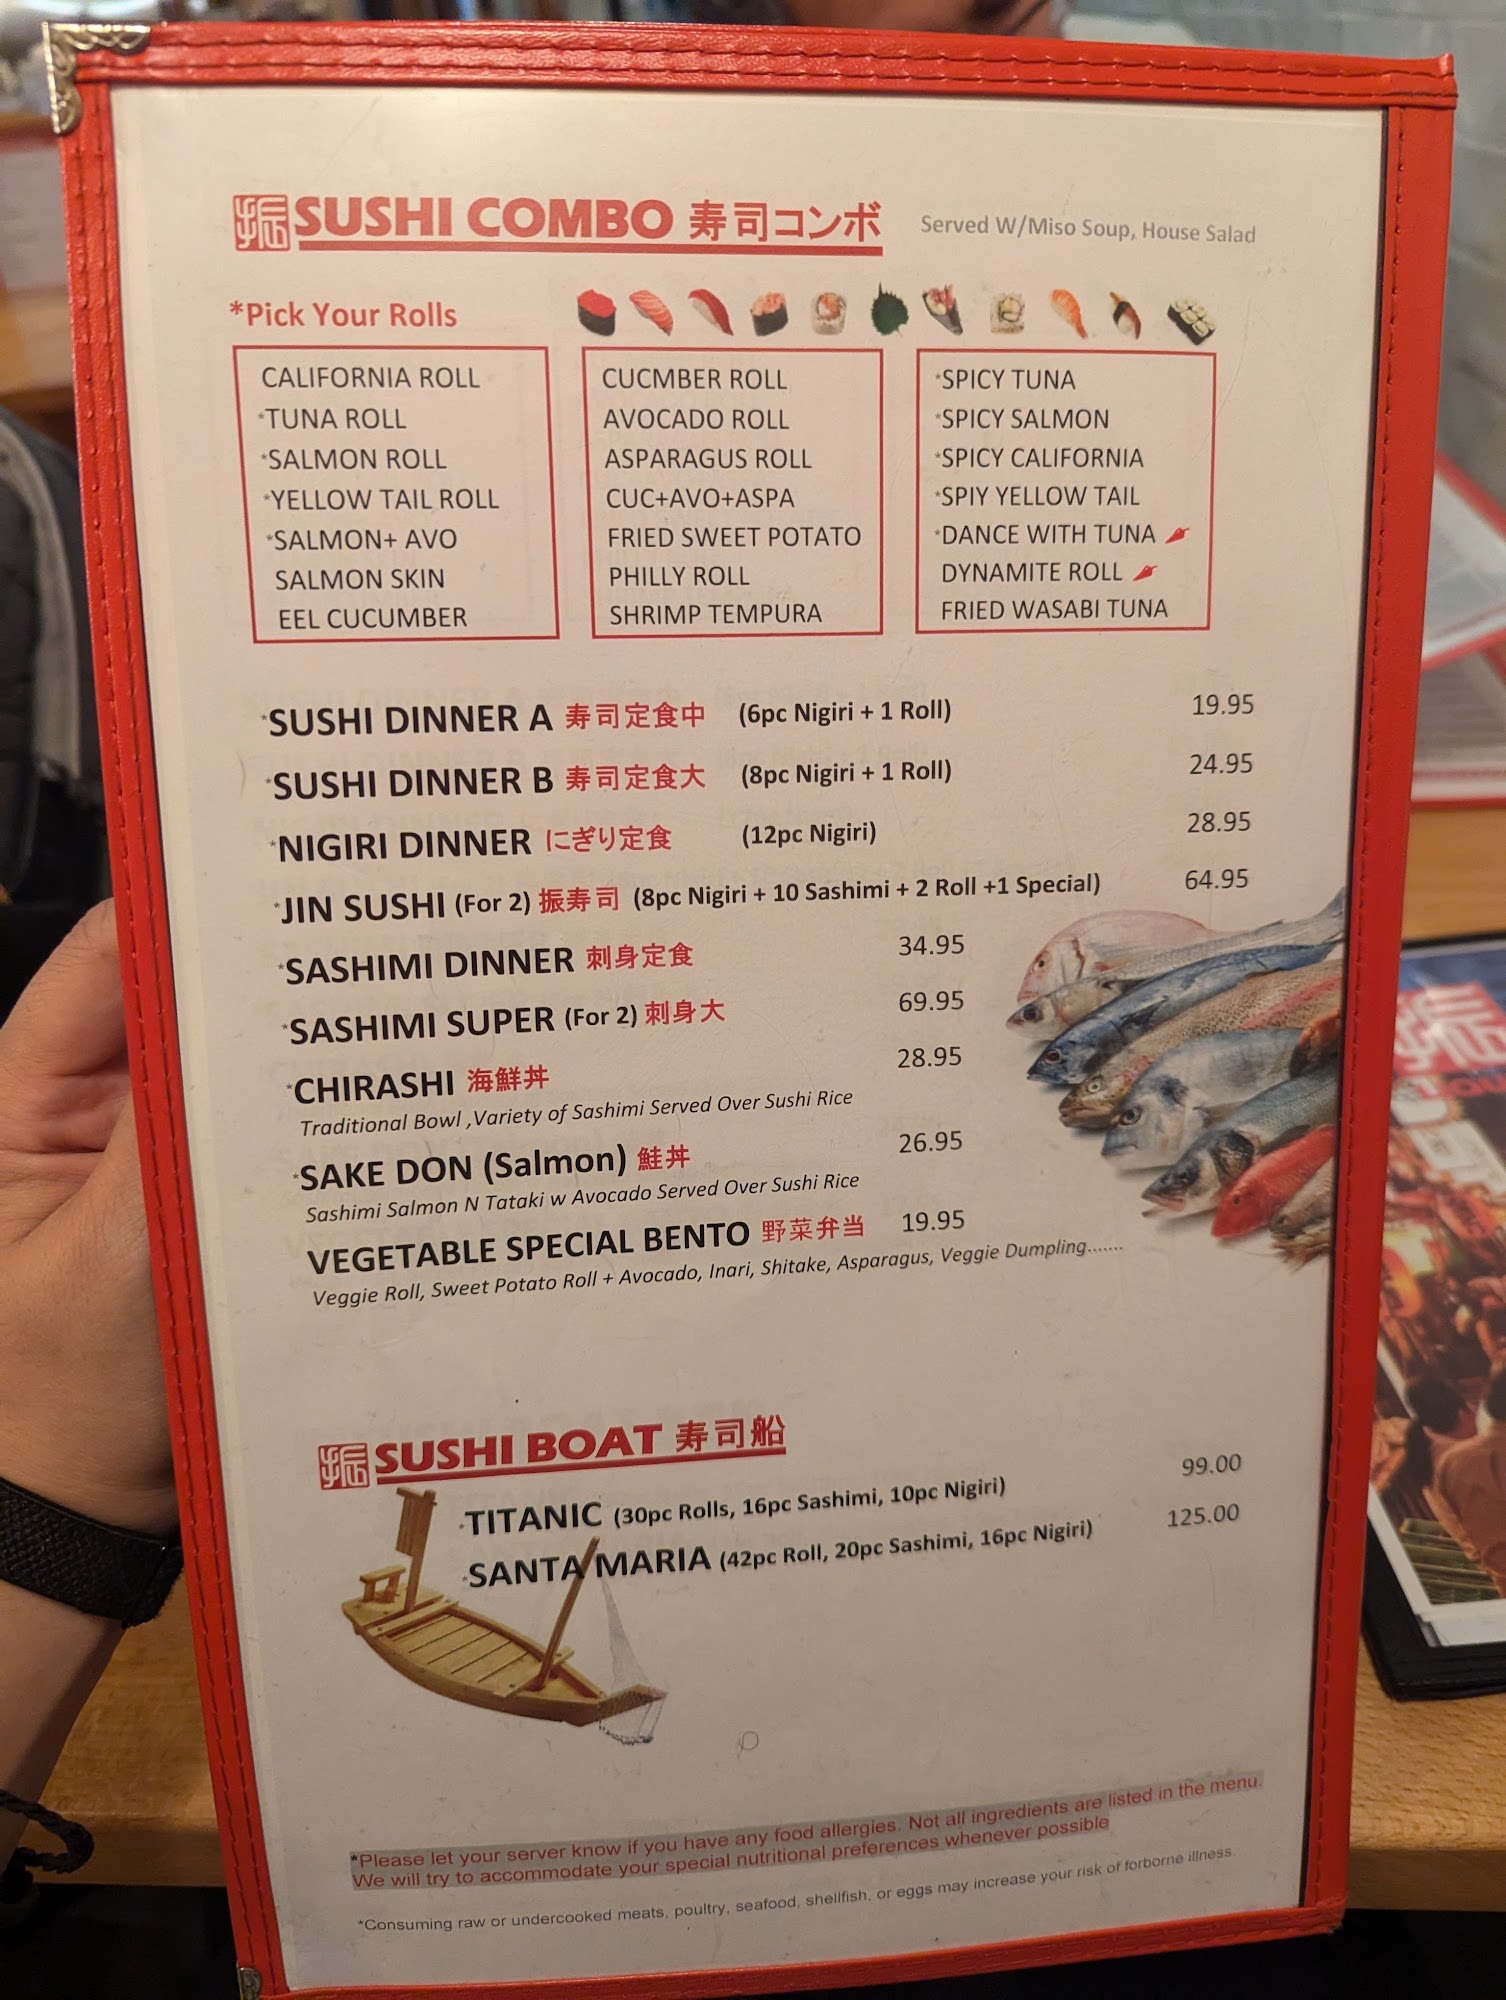 振 SUSHI COMBO 寿司コンボ Served W/Miso Soup, House Salad
*Pick Your Rolls
CALIFORNIA ROLL
*TUNA ROLL
*SALMON ROLL
*YELLOW TAIL ROLL
*SALMON+ AVO
SALMON SKIN
EEL CUCUMBER
CUCMBER ROLL
AVOCADO ROLL
ASPARAGUS ROLL
CUC+AVO+ASPA
FRIED SWEET POTATO
PHILLY ROLL
SHRIMP TEMPURA
*SPICY TUNA
*SPICY SALMON
*SPICY CALIFORNIA
*SPIY YELLOW TAIL
*DANCE WITH TUNA
DYNAMITE ROLL
FRIED WASABI TUNA
*SUSHI DINNER A 寿司定食中 (6pc Nigiri + 1 Roll) 19.95
*SUSHI DINNER B 寿司定食大 (8pc Nigiri + 1 Roll) 24.95
*NIGIRI DINNER にぎり定食 (12pc Nigiri) 28.95
*JIN SUSHI (For 2) 振寿司 (8pc Nigiri + 10 Sashimi + 2 Roll +1 Special) 64.95
*SASHIMI DINNER 刺身定食 34.95
*SASHIMI SUPER (For 2) 刺身大 69.95
*CHIRASHI 海鮮丼 28.95
Traditional Bowl ,Variety of Sashimi Served Over Sushi Rice
*SAKE DON (Salmon) 鮭丼 26.95
Sashimi Salmon N Tataki w Avocado Served Over Sushi Rice
VEGETABLE SPECIAL BENTO 野菜弁当 19.95
Veggie Roll, Sweet Potato Roll + Avocado, Inari, Shitake, Asparagus, Veggie Dumpling.......
振 SUSHI BOAT 寿司船
*TITANIC (30pc Rolls, 16pc Sashimi, 10pc Nigiri) 99.00
*SANTA MARIA (42pc Roll, 20pc Sashimi, 16pc Nigiri) 125.00
*Please let your server know if you have any food allergies. Not all ingredients are listed in the menu.
We will try to accommodate your special nutritional preferences whenever possible
*Consuming raw or undercooked meats, poultry, seafood, shellfish, or eggs may increase your risk of forborne illness.